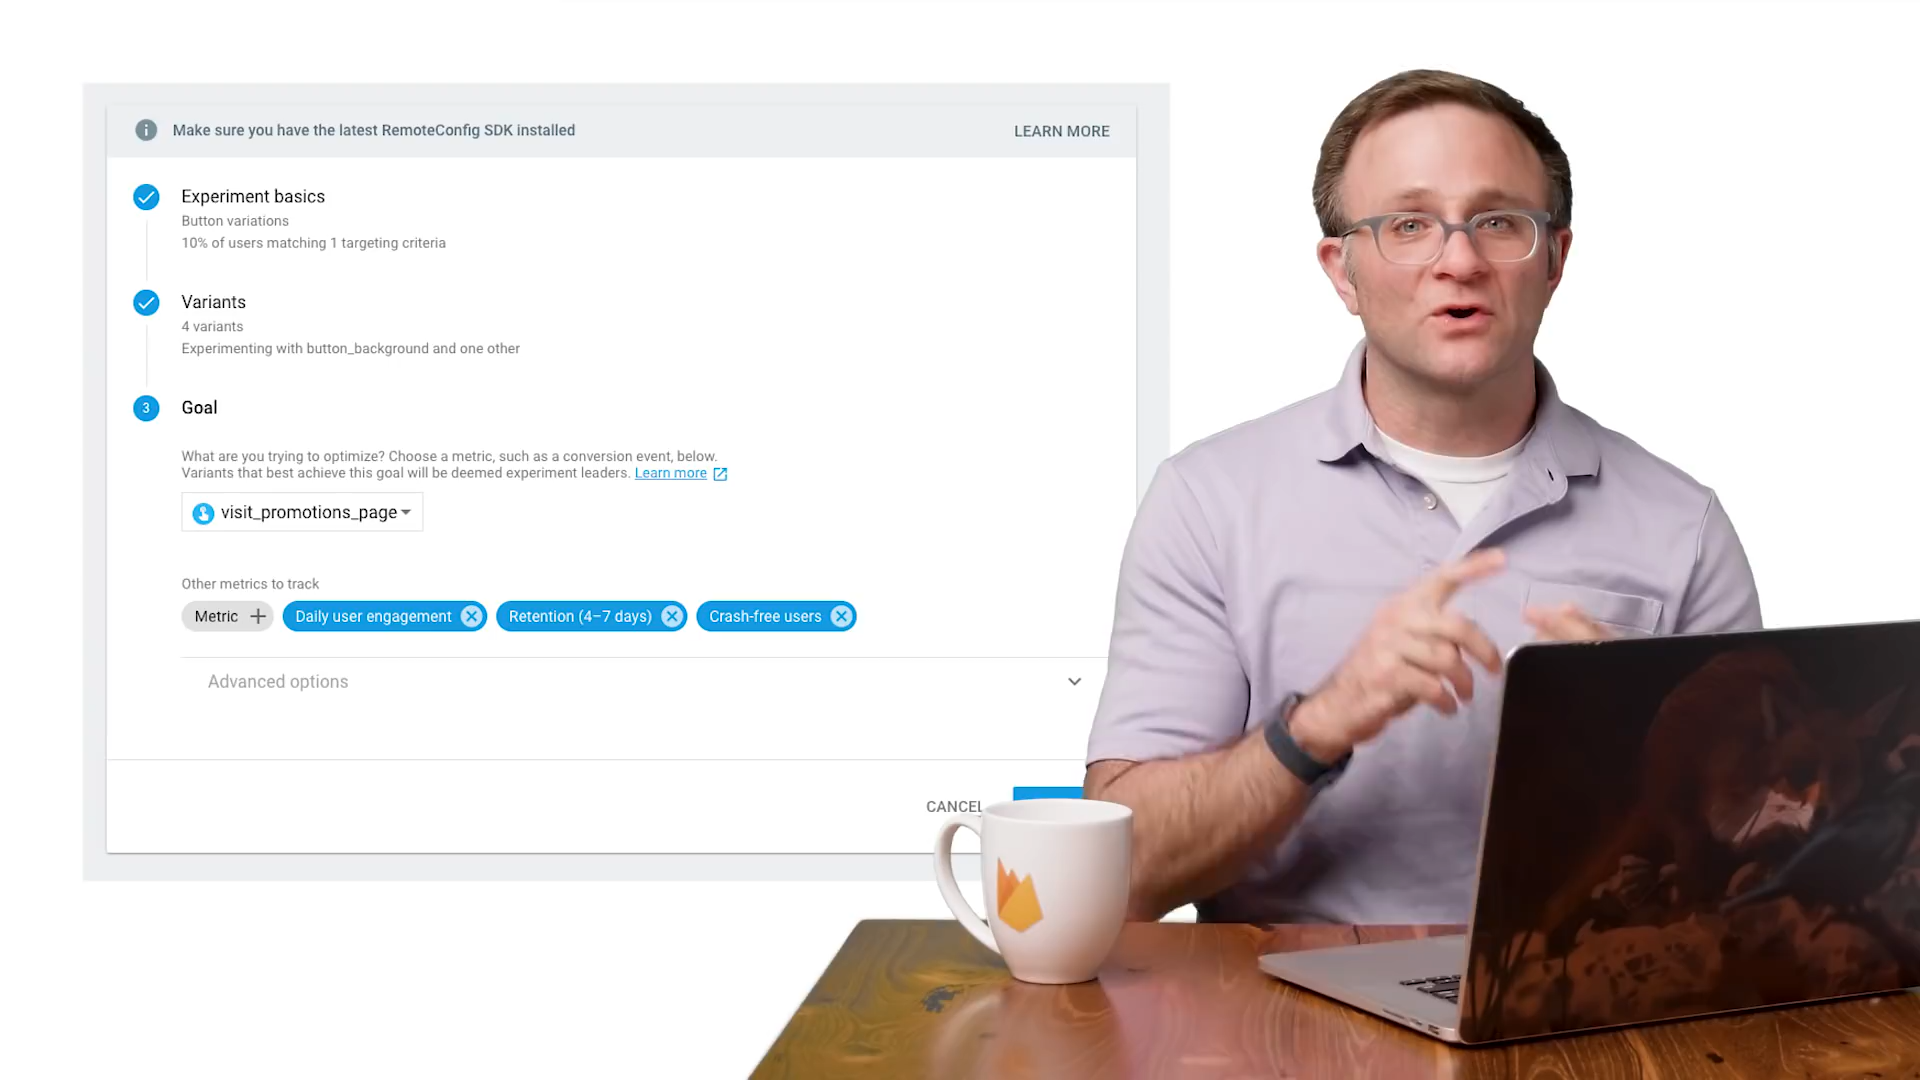 Make sure you have the latest RemoteConfig SDK installed
LEARN MORE
Experiment basics
Button variations
10% of users matching 1 targeting criteria
Variants
4 variants
Experimenting with button_background and one other
3
Goal
What are you trying to optimize? Choose a metric, such as a conversion event, below.
Variants that best achieve this goal will be deemed experiment leaders. Learn more
visit_promotions_page
Other metrics to track
Metric
Daily user engagement
Retention (4–7 days)
Crash-free users
Advanced options
CANCEL